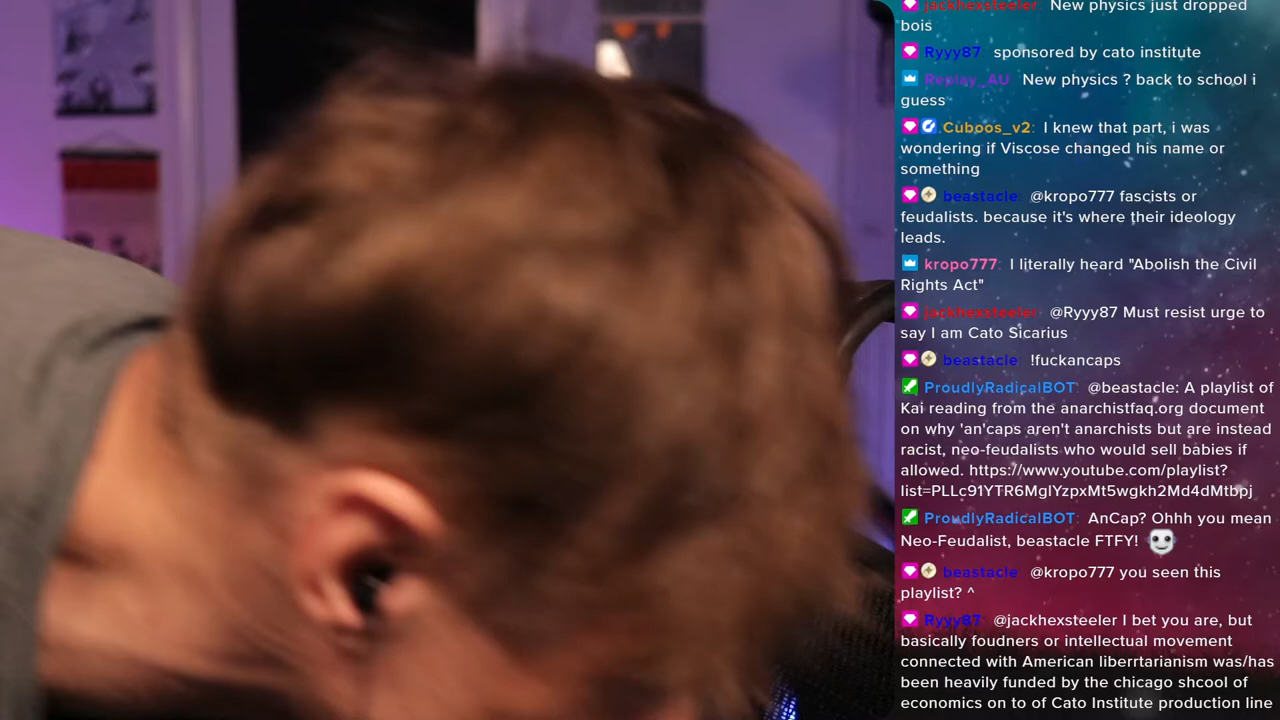 jackhexsteeler: New physics just dropped
bois
Ryyy87: sponsored by cato institute
Replay_AU: New physics ? back to school i
guess
Cuboos_v2: I knew that part, i was
wondering if Viscose changed his name or
something
beastacle: @kropo777 fascists or
feudalists. because it's where their ideology
leads.
kropo777: I literally heard "Abolish the Civil
Rights Act"
jackhexsteeler: @Ryyy87 Must resist urge to
say I am Cato Sicarius
beastacle: !fuckancaps
ProudlyRadicalBOT: @beastacle: A playlist of
Kai reading from the anarchistfaq.org document
on why 'an'caps aren't anarchists but are instead
racist, neo-feudalists who would sell babies if
allowed. https://www.youtube.com/playlist?
list=PLLc91YTR6MglYzpxMt5wgkh2Md4dMtbpj
ProudlyRadicalBOT: AnCap? Ohhh you mean
Neo-Feudalist, beastacle FTFY!
beastacle: @kropo777 you seen this
playlist? ^
Ryyy87: @jackhexsteeler I bet you are, but
basically foudners or intellectual movement
connected with American liberrtarianism was/has
been heavily funded by the chicago shcool of
economics on to of Cato Institute production line